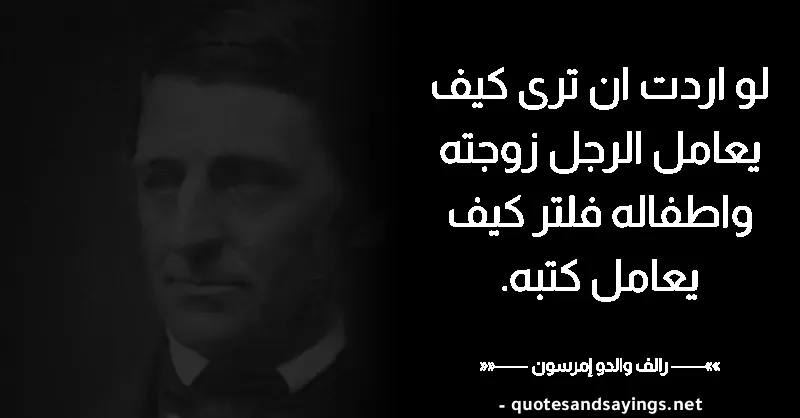 لو اردت ان ترى كيف
يعامل الرجل زوجته
واطفاله فلتر كيف
يعامل كتبه.
»»—— رالف والدو إمرسون ——««
- quotesandsayings.net